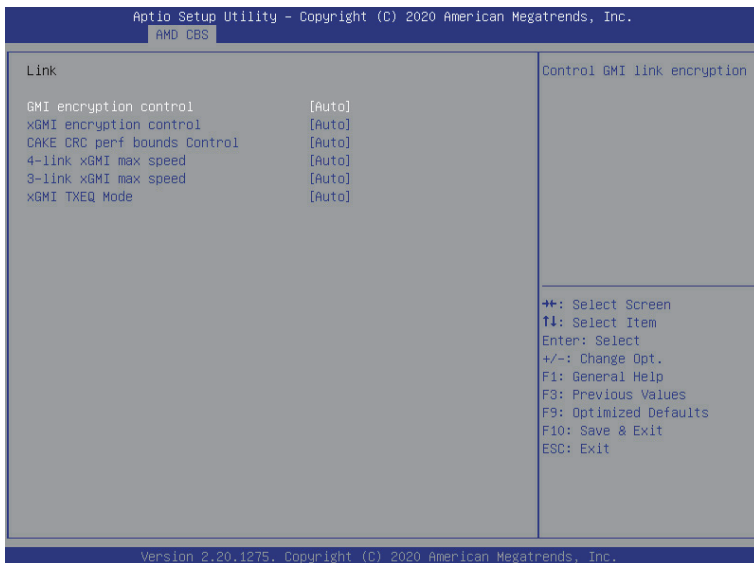 Aptio Setup Utility – Copyright (C) 2020 American Megatrends, Inc.
AMD CBS
Link
GMI encryption control [Auto]
xGMI encryption control [Auto]
CAKE CRC perf bounds Control [Auto]
4-link xGMI max speed [Auto]
3-link xGMI max speed [Auto]
xGMI TXEQ Mode [Auto]
Control GMI link encryption
→←: Select Screen
↑↓: Select Item
Enter: Select
+/-: Change Opt.
F1: General Help
F3: Previous Values
F9: Optimized Defaults
F10: Save & Exit
ESC: Exit
Version 2.20.1275. Copyright (C) 2020 American Megatrends, Inc.